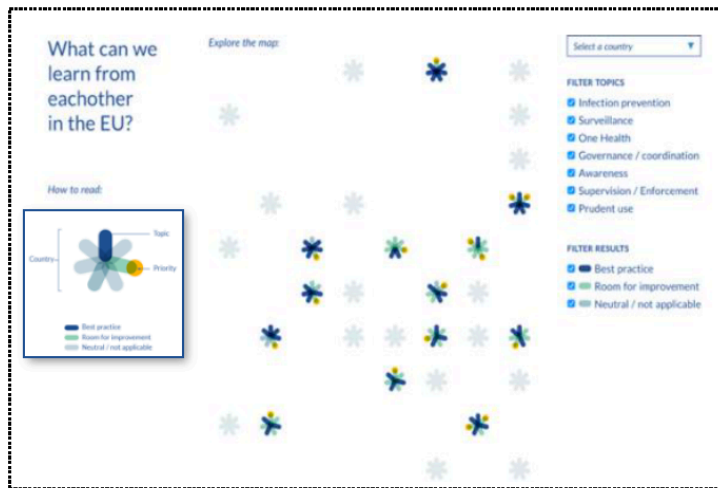 What can we
learn from
eachother
in the EU?
How to read:
Country
Topic
Priority
Best practice
Room for improvement
Neutral / not applicable
Explore the map:
Select a country
FILTER TOPICS
Infection prevention
Surveillance
One Health
Governance / coordination
Awareness
Supervision / Enforcement
Prudent use
FILTER RESULTS
Best practice
Room for improvement
Neutral / not applicable